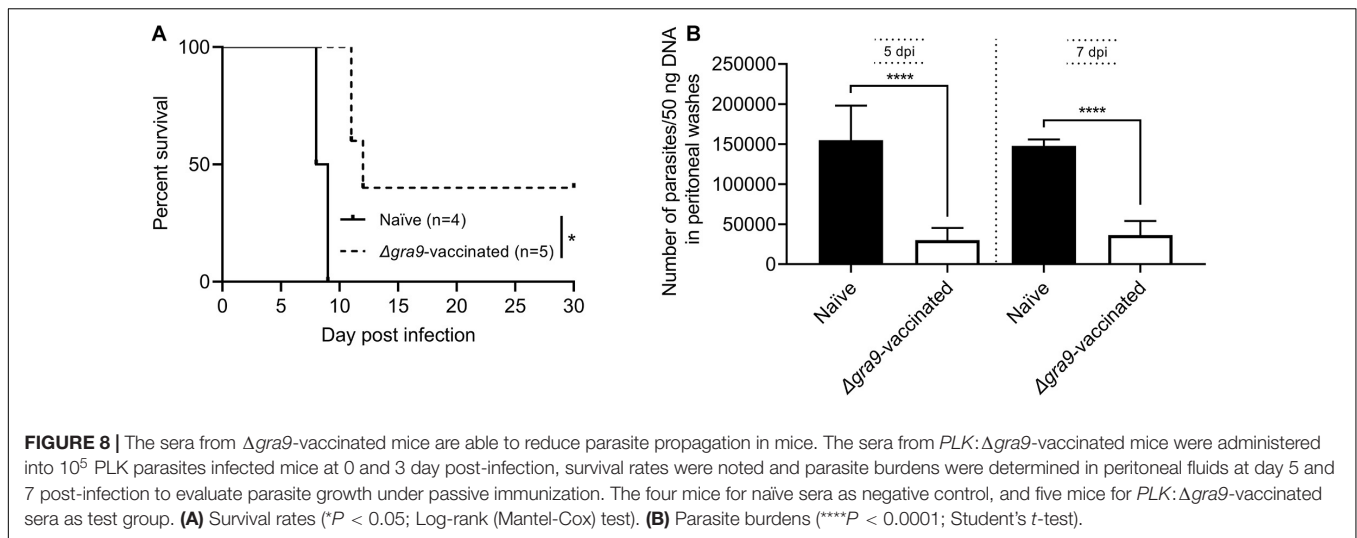 A
Percent survival
100
50
0
0 5 10 15 20 25 30
Day post infection
Naïve (n=4)
Δgra9-vaccinated (n=5)
*
B
Number of parasites/50 ng DNA
in peritoneal washes
250000
200000
150000
100000
50000
0
5 dpi
7 dpi
****
****
Naïve
Δgra9-vaccinated
Naïve
Δgra9-vaccinated
FIGURE 8 | The sera from Δgra9-vaccinated mice are able to reduce parasite propagation in mice. The sera from PLK:Δgra9-vaccinated mice were administered
into 10⁵ PLK parasites infected mice at 0 and 3 day post-infection, survival rates were noted and parasite burdens were determined in peritoneal fluids at day 5 and
7 post-infection to evaluate parasite growth under passive immunization. The four mice for naïve sera as negative control, and five mice for PLK:Δgra9-vaccinated
sera as test group. (A) Survival rates (*P < 0.05; Log-rank (Mantel-Cox) test). (B) Parasite burdens (****P < 0.0001; Student's t-test).